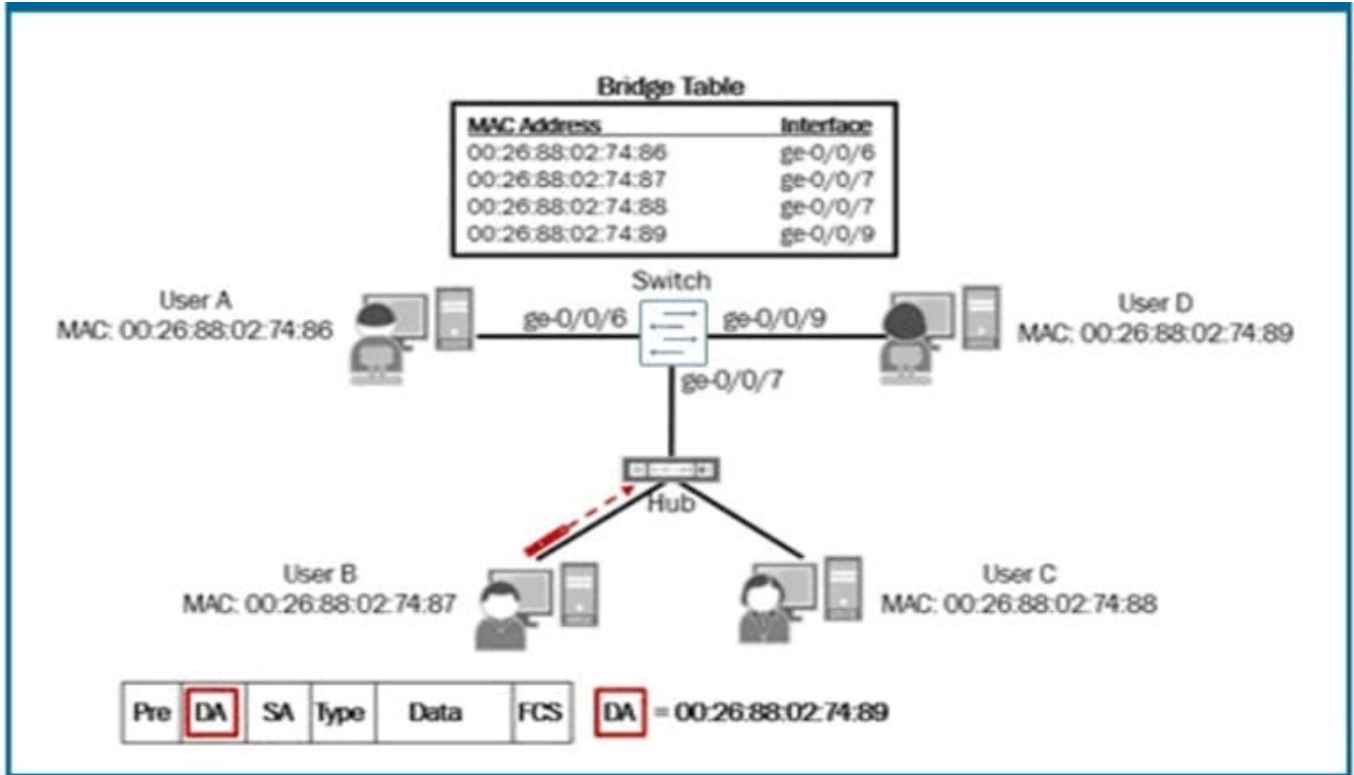 Bridge Table
MAC Address Interface
00:26:88:02:74:86 ge-0/0/6
00:26:88:02:74:87 ge-0/0/7
00:26:88:02:74:88 ge-0/0/7
00:26:88:02:74:89 ge-0/0/9
Switch
User A
MAC: 00:26:88:02:74:86
ge-0/0/6
ge-0/0/9
User D
MAC: 00:26:88:02:74:89
ge-0/0/7
Hub
User B
MAC: 00:26:88:02:74:87
User C
MAC: 00:26:88:02:74:88
Pre DA SA Type Data FCS DA = 00:26:88:02:74:89